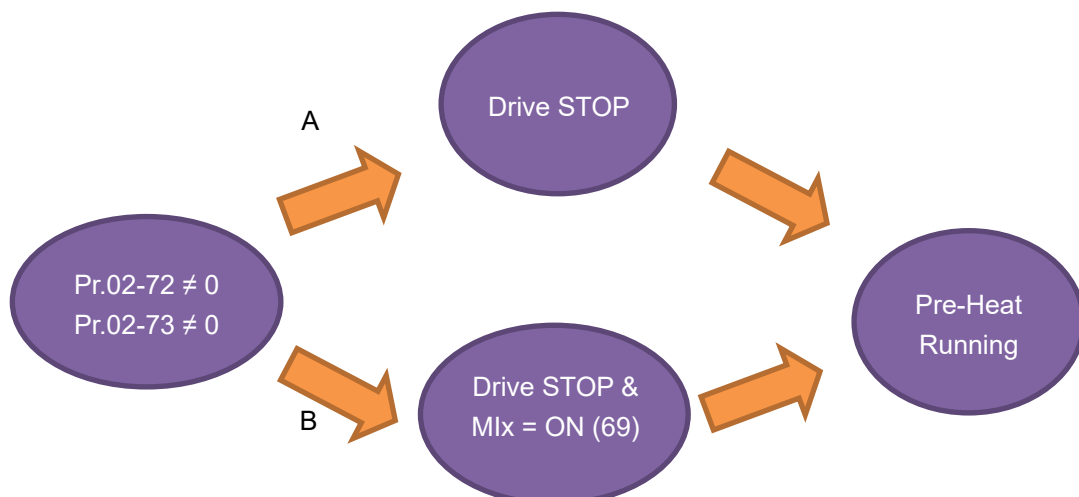 Drive STOP
A
Pr.02-72 ≠ 0
Pr.02-73 ≠ 0
Pre-Heat
Running
B
Drive STOP &
MIx = ON (69)